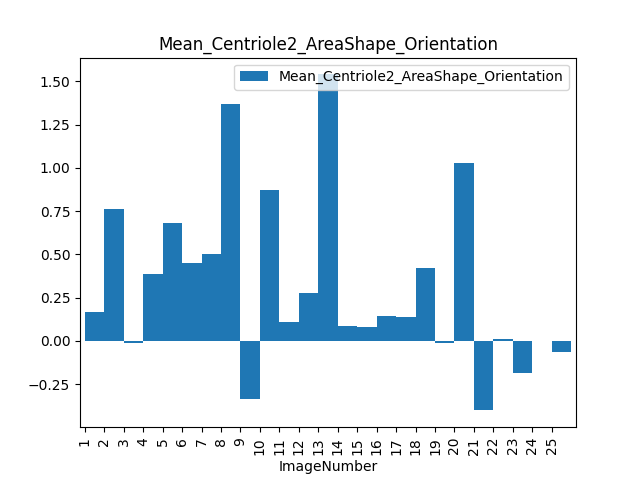 Mean_Centriole2_AreaShape_Orientation
Mean_Centriole2_AreaShape_Orientation
1.50
1.25
1.00
0.75
0.50
0.25
0.00
−0.25
1 2 3 4 5 6 7 8 9 10 11 12 13 14 15 16 17 18 19 20 21 22 23 24 25
ImageNumber